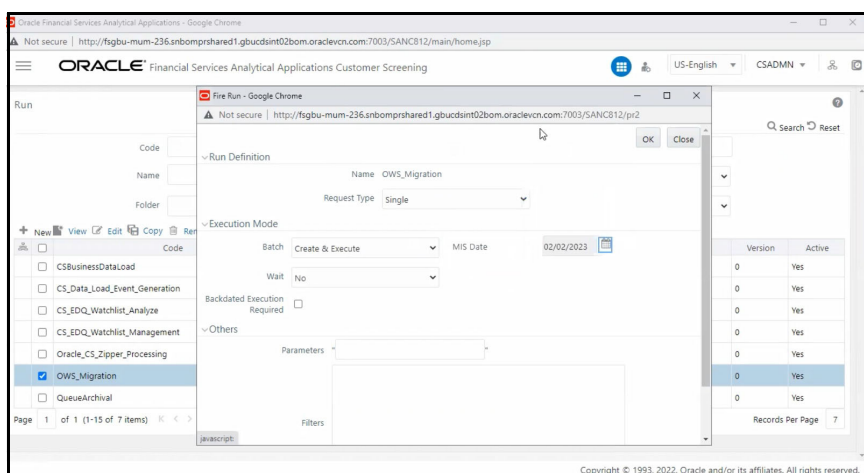 Oracle Financial Services Analytical Applications - Google Chrome
Not secure | http://fsgbu-mum-236.snbomprshared1.gbucdsint02bom.oraclevcn.com:7003/SANC812/main/home.jsp
ORACLE® Financial Services Analytical Applications Customer Screening
US-English
CSADMN
Run
Search Reset
Code
Name
Folder
Fire Run - Google Chrome
Not secure | http://fsgbu-mum-236.snbomprshared1.gbucdsint02bom.oraclevcn.com:7003/SANC812/pr2
OK Close
Run Definition
Name OWS_Migration
Request Type Single
Execution Mode
Batch Create & Execute MIS Date 02/02/2023
Wait No
Backdated Execution
Required
Others
Parameters " "
Filters
javascript:
New View Edit Copy Rer
Code Version Active
CSBusinessDataLoad 0 Yes
CS_Data_Load_Event_Generation 0 Yes
CS_EDQ_Watchlist_Analyze 0 Yes
CS_EDQ_Watchlist_Management 0 Yes
Oracle_CS_Zipper_Processing 0 Yes
OWS_Migration 0 Yes
QueueArchival 0 Yes
Page 1 of 1 (1-15 of 7 items) Records Per Page 7
Copyright © 1993, 2022, Oracle and/or its affiliates. All rights reserved.